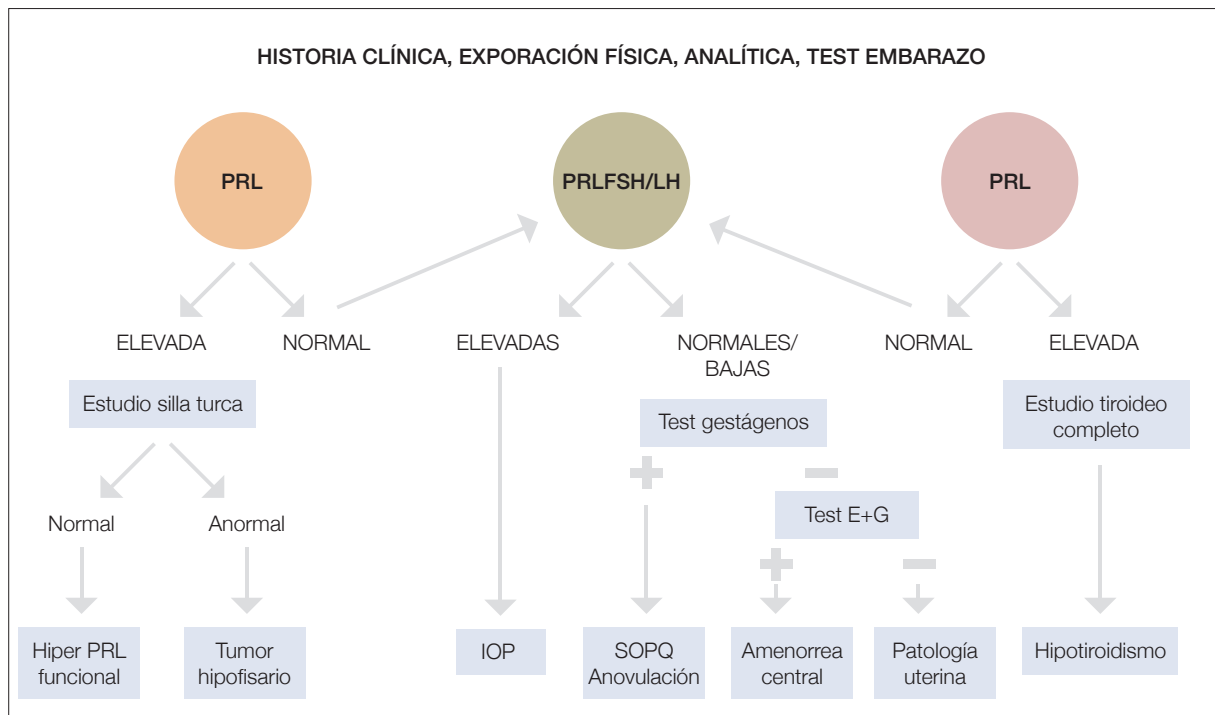 HISTORIA CLÍNICA, EXPORACIÓN FÍSICA, ANALÍTICA, TEST EMBARAZO
PRL
PRLFSH/LH
PRL
ELEVADA
NORMAL
ELEVADAS
NORMALES/
BAJAS
NORMAL
ELEVADA
Estudio silla turca
Test gestágenos
Estudio tiroideo
completo
+
−
Normal
Anormal
Test E+G
+
−
Hiper PRL
funcional
Tumor
hipofisario
IOP
SOPQ
Anovulación
Amenorrea
central
Patología
uterina
Hipotiroidismo